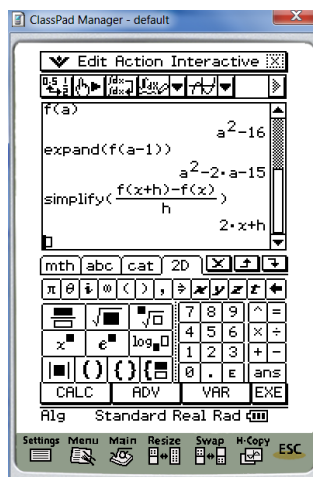 ClassPad Manager - default
Edit Action Interactive
f(a)
a²-16
expand(f(a-1))
a²-2·a-15
simplify(\frac{f(x+h)-f(x)}{h})
2·x+h
mth abc cat 2D
π θ i ∞ ( ) , ⇒ x y z t ←
7 8 9 ^ =
4 5 6 × ÷
1 2 3 + -
0 . E ans
x e log
CALC ADV VAR EXE
Alg Standard Real Rad
Settings Menu Main Resize Swap H-Copy ESC